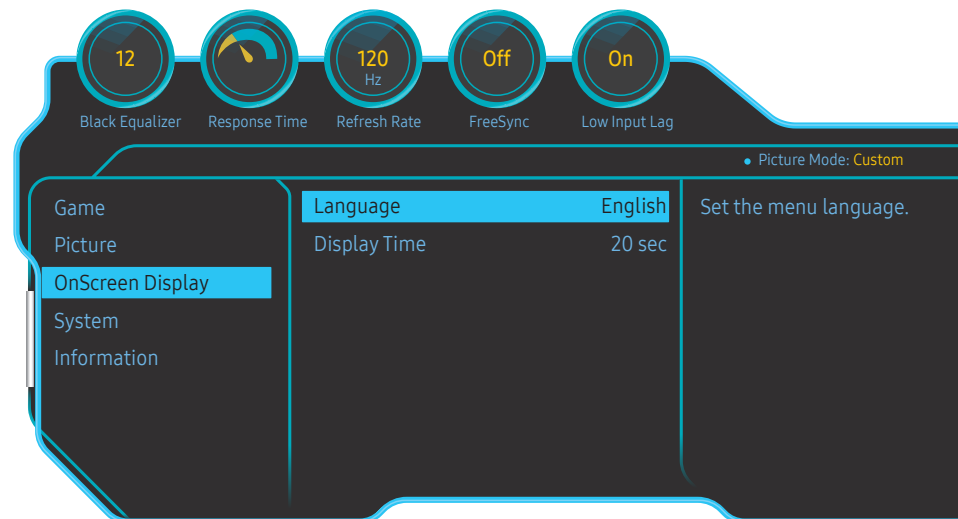 12
120
Hz
Off
On
Black Equalizer
Response Time
Refresh Rate
FreeSync
Low Input Lag
Picture Mode: Custom
Game
Picture
OnScreen Display
System
Information
Language English
Display Time 20 sec
Set the menu language.